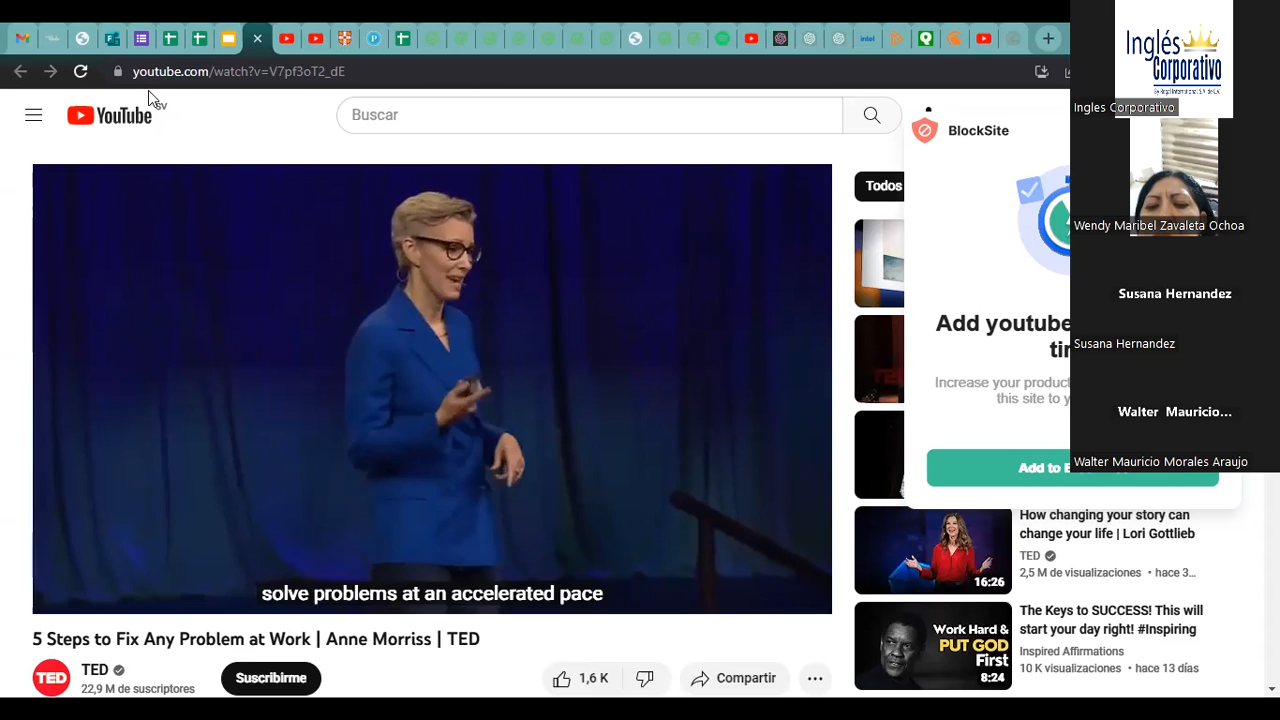 youtube.com/watch?v=V7pf3oT2_dE
YouTube SV
Buscar
Todos
BlockSite
Add youtube
Increase your product
this site to y
Add to
solve problems at an accelerated pace
5 Steps to Fix Any Problem at Work | Anne Morriss | TED
TED
TED
22,9 M de suscriptores
Suscribirme
1,6 K
Compartir
How changing your story can
change your life | Lori Gottlieb
TED
2,5 M de visualizaciones • hace 3...
16:26
The Keys to SUCCESS! This will
start your day right! #Inspiring
Inspired Affirmations
10 K visualizaciones • hace 13 días
Work Hard &
PUT GOD
First
8:24
Inglés
Corporativo
Ingles Corporativo
Wendy Maribel Zavaleta Ochoa
Susana Hernandez
Susana Hernandez
Walter Mauricio...
Walter Mauricio Morales Araujo
intel